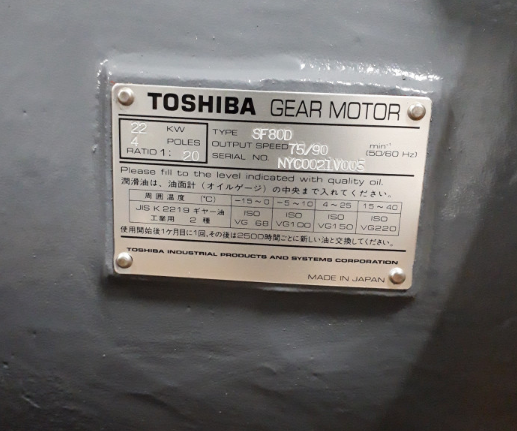 TOSHIBA GEAR MOTOR
22 KW TYPE SF80D
4 POLES OUTPUT SPEED 75/90 min⁻¹ (50/60 Hz)
RATIO 1: 20 SERIAL NO. NYC0021V005
Please fill to the level indicated with quality oil.
潤滑油は、油面計(オイルゲージ)の中央まで入れてください。
周囲温度 (℃) -15~0 -5~10 4~25 15~40
JIS K 2219 ギヤー油 工業用 2種 ISO VG 68 ISO VG100 ISO VG150 ISO VG220
使用開始後1ケ月目に1回、その後は2500時間ごとに新しい油と交換してください。
TOSHIBA INDUSTRIAL PRODUCTS AND SYSTEMS CORPORATION
MADE IN JAPAN